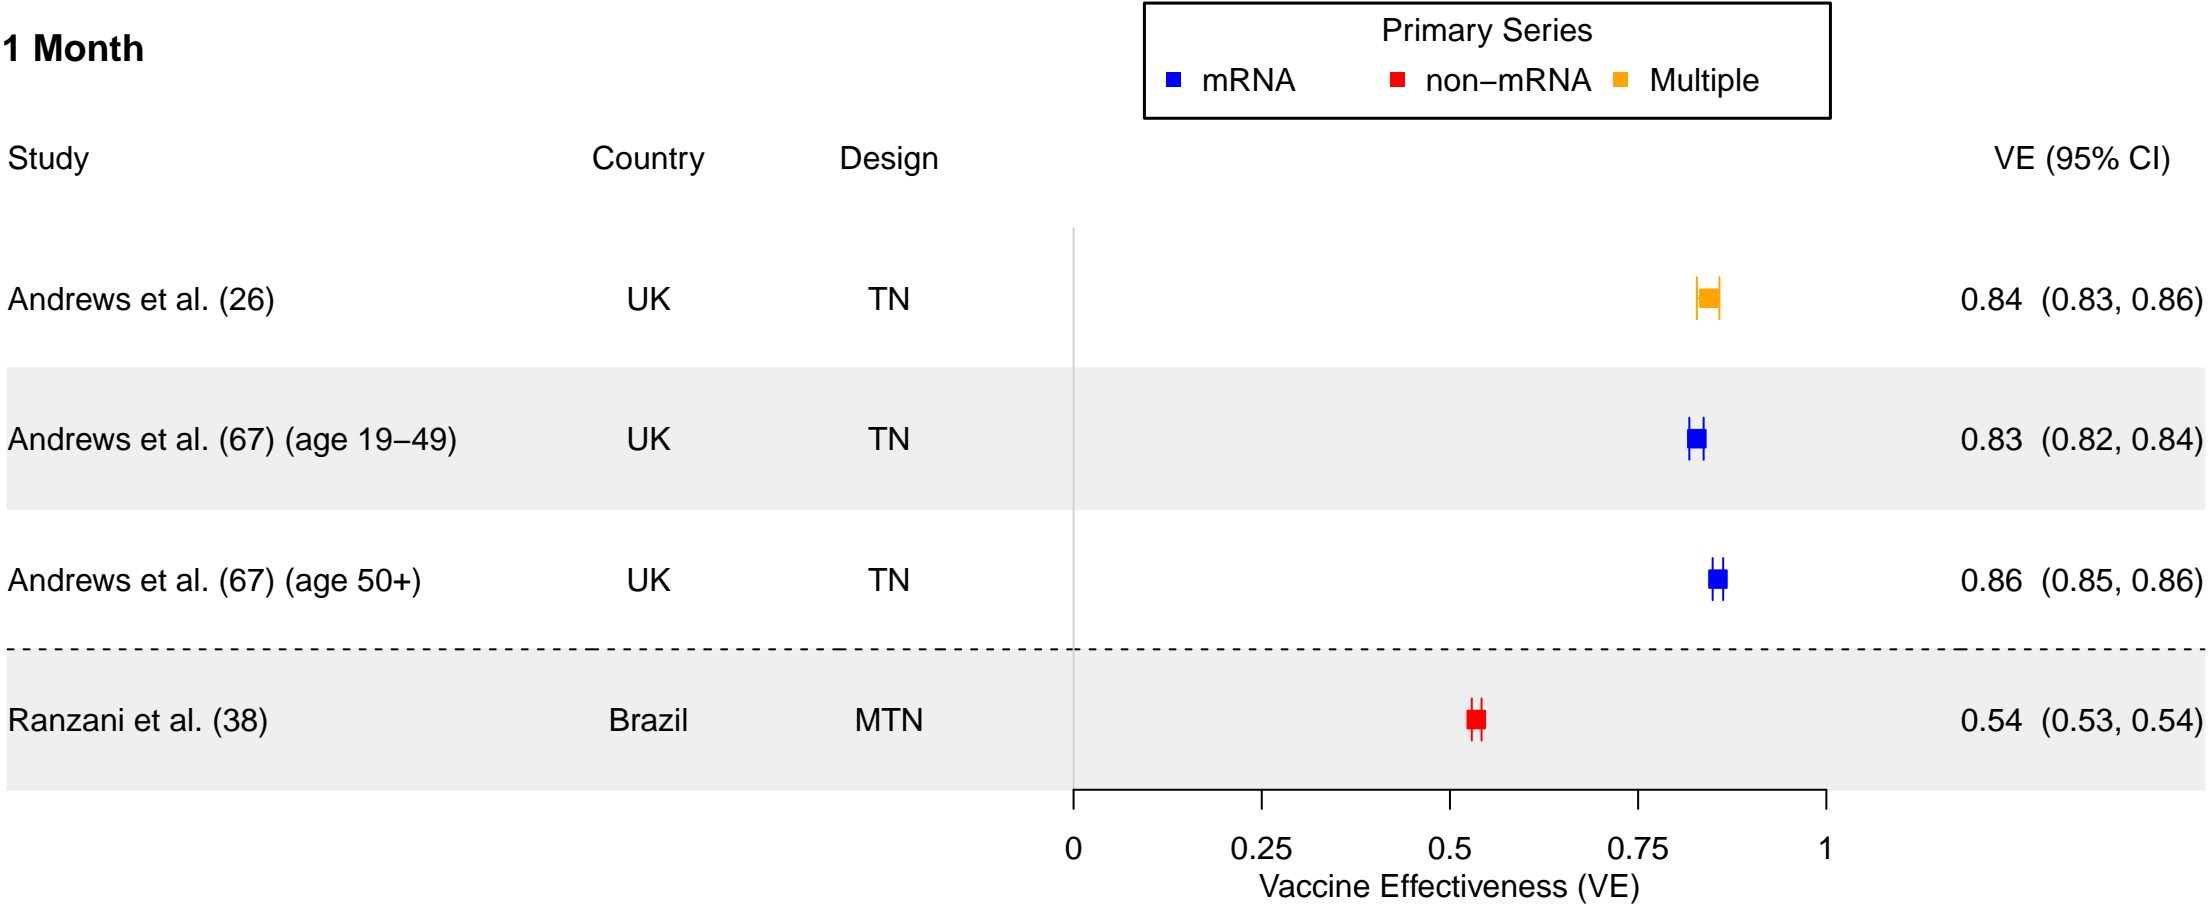 1 Month
Primary Series
mRNA non−mRNA Multiple
Study Country Design VE (95% CI)
Andrews et al. (26) UK TN 0.84 (0.83, 0.86)
Andrews et al. (67) (age 19−49) UK TN 0.83 (0.82, 0.84)
Andrews et al. (67) (age 50+) UK TN 0.86 (0.85, 0.86)
Ranzani et al. (38) Brazil MTN 0.54 (0.53, 0.54)
0 0.25 0.5 0.75 1
Vaccine Effectiveness (VE)